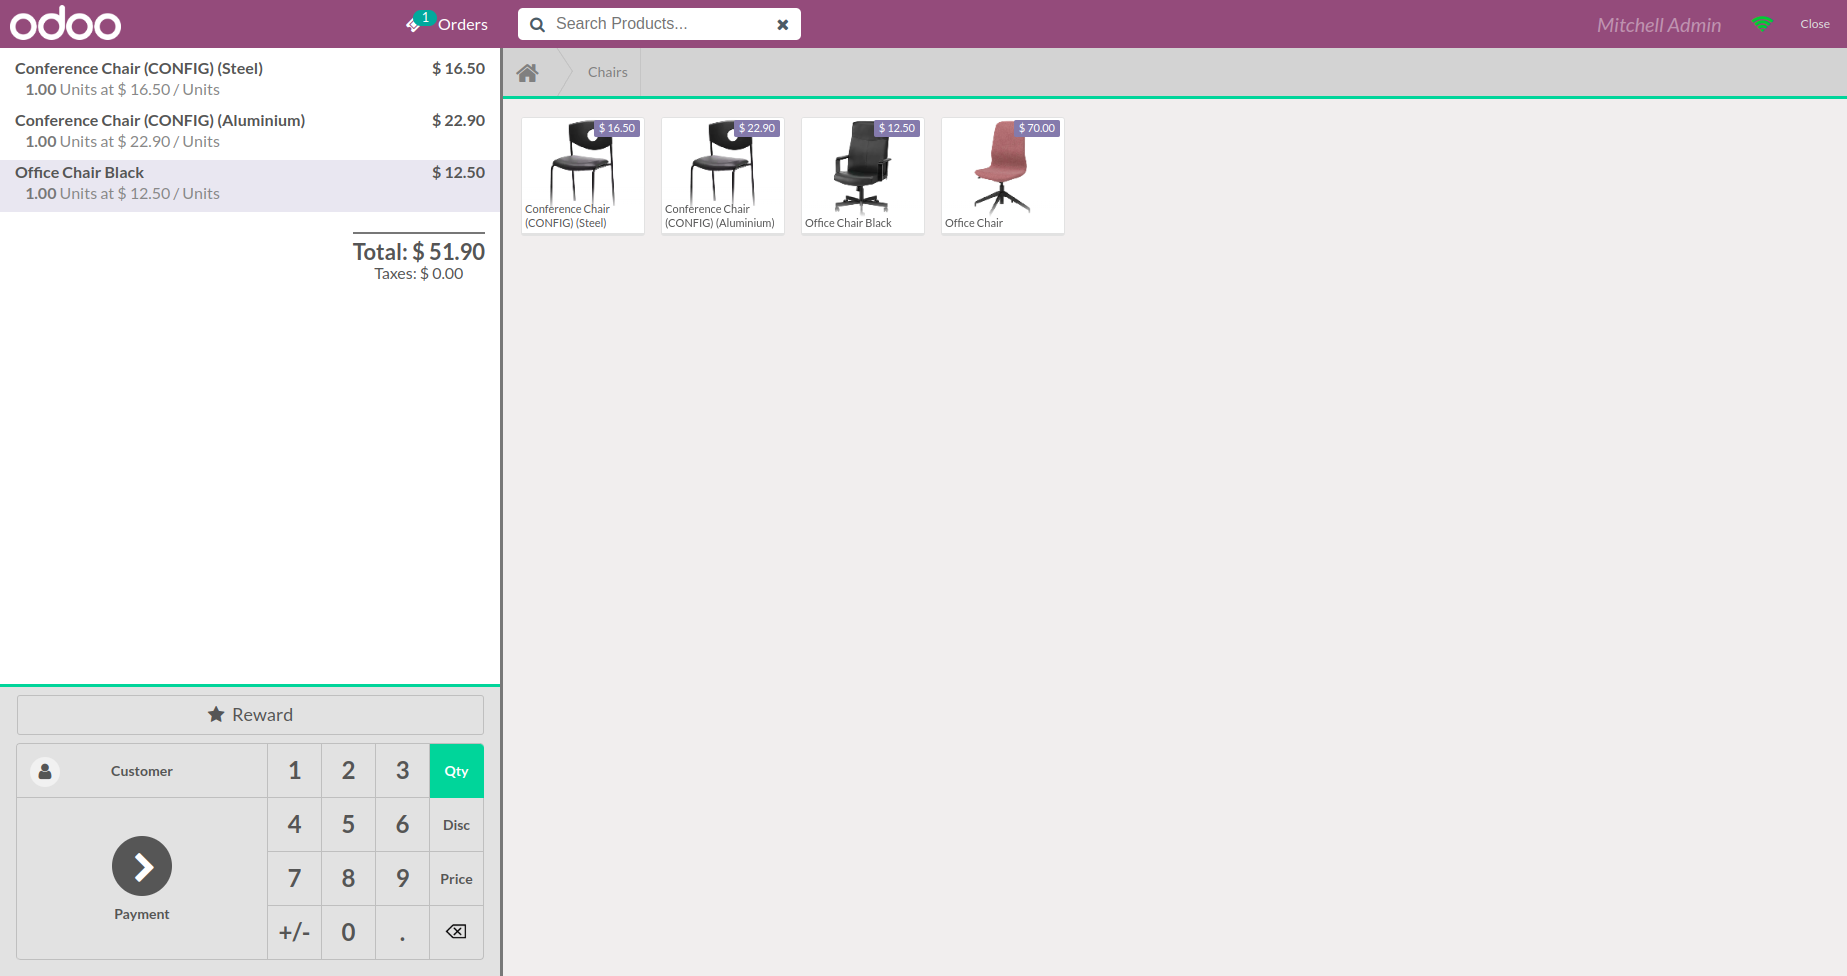 odoo
1
Orders
Search Products...
Mitchell Admin
Close
Conference Chair (CONFIG) (Steel) $ 16.50
1.00 Units at $ 16.50 / Units
Conference Chair (CONFIG) (Aluminium) $ 22.90
1.00 Units at $ 22.90 / Units
Office Chair Black $ 12.50
1.00 Units at $ 12.50 / Units
Total: $ 51.90
Taxes: $ 0.00
Reward
Customer
Payment
1 2 3 Qty
4 5 6 Disc
7 8 9 Price
+/- 0 .
Chairs
$ 16.50
Conference Chair
(CONFIG) (Steel)
$ 22.90
Conference Chair
(CONFIG) (Aluminium)
$ 12.50
Office Chair Black
$ 70.00
Office Chair